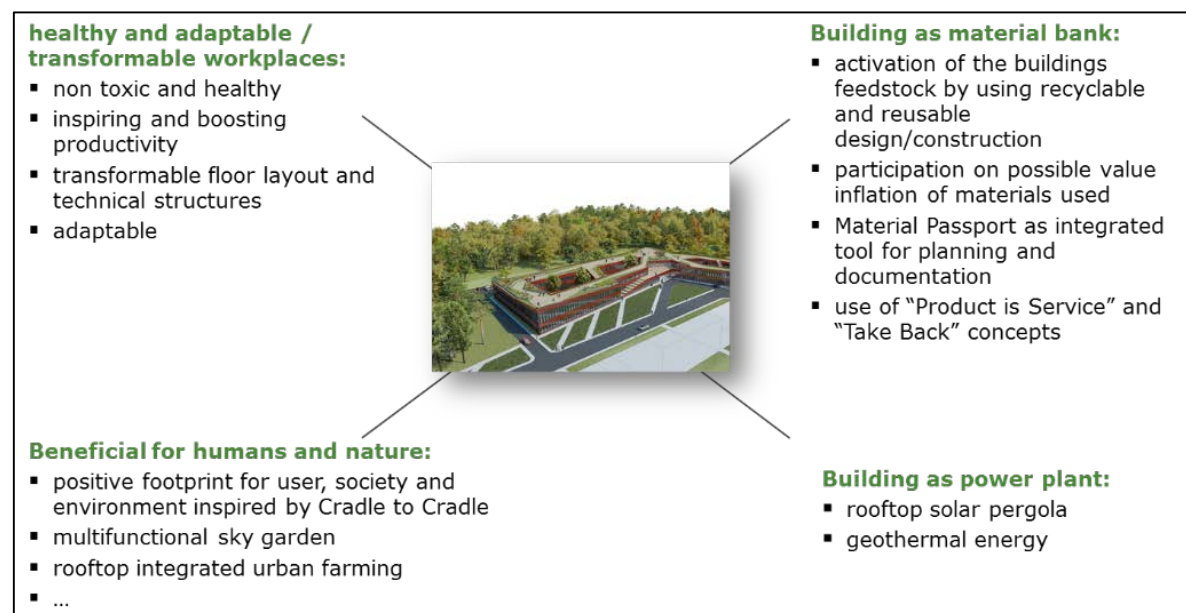 healthy and adaptable /
transformable workplaces:
▪ non toxic and healthy
▪ inspiring and boosting
productivity
▪ transformable floor layout and
technical structures
▪ adaptable
Building as material bank:
▪ activation of the buildings
feedstock by using recyclable
and reusable
design/construction
▪ participation on possible value
inflation of materials used
▪ Material Passport as integrated
tool for planning and
documentation
▪ use of “Product is Service” and
“Take Back” concepts
Beneficial for humans and nature:
▪ positive footprint for user, society and
environment inspired by Cradle to Cradle
▪ multifunctional sky garden
▪ rooftop integrated urban farming
▪ ...
Building as power plant:
▪ rooftop solar pergola
▪ geothermal energy